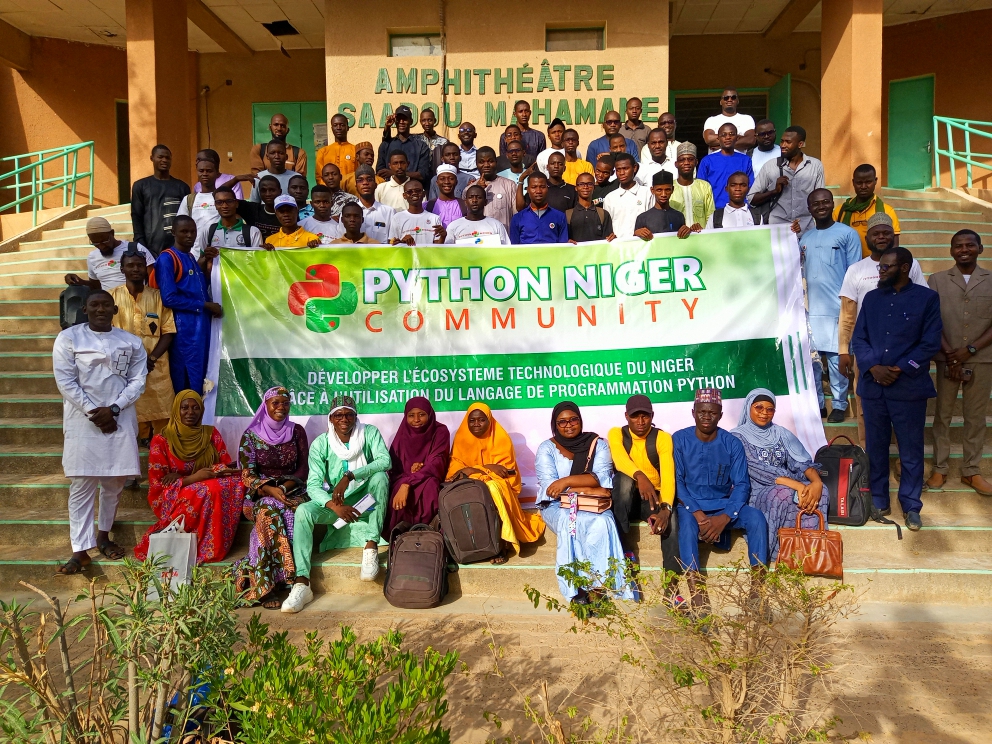 AMPHITHÉÂTRE
SAADOU MAHAMANE
PYTHON NIGER
COMMUNITY
DÉVELOPPER L'ÉCOSYSTEME TECHNOLOGIQUE DU NIGER
ACE À L'UTILISATION DU LANGAGE DE PROGRAMMATION PYTHON